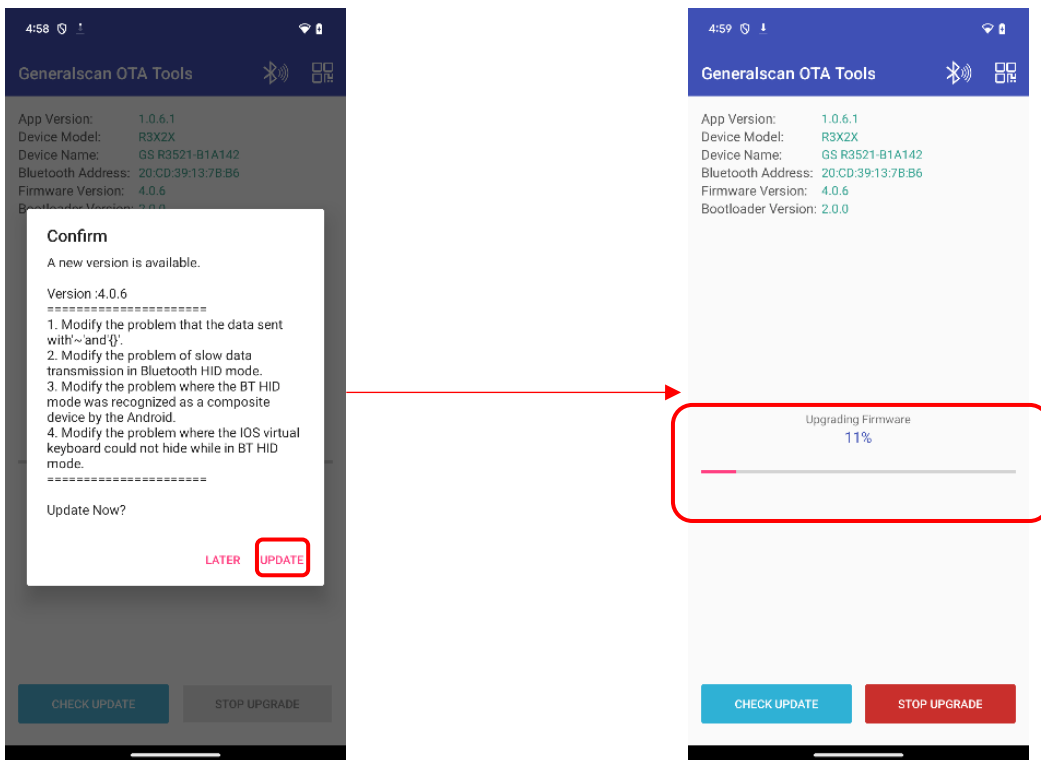 4:58
Generalscan OTA Tools
App Version: 1.0.6.1
Device Model: R3X2X
Device Name: GS R3521-B1A142
Bluetooth Address: 20:CD:39:13:7B:B6
Firmware Version: 4.0.6
Bootloader Version: 2.0.0
Confirm
A new version is available.
Version :4.0.6
======================
1. Modify the problem that the data sent
with'~'and'{}'.
2. Modify the problem of slow data
transmission in Bluetooth HID mode.
3. Modify the problem where the BT HID
mode was recognized as a composite
device by the Android.
4. Modify the problem where the IOS virtual
keyboard could not hide while in BT HID
mode.
======================
Update Now?
LATER UPDATE
CHECK UPDATE STOP UPGRADE
4:59
Generalscan OTA Tools
App Version: 1.0.6.1
Device Model: R3X2X
Device Name: GS R3521-B1A142
Bluetooth Address: 20:CD:39:13:7B:B6
Firmware Version: 4.0.6
Bootloader Version: 2.0.0
Upgrading Firmware
11%
CHECK UPDATE STOP UPGRADE